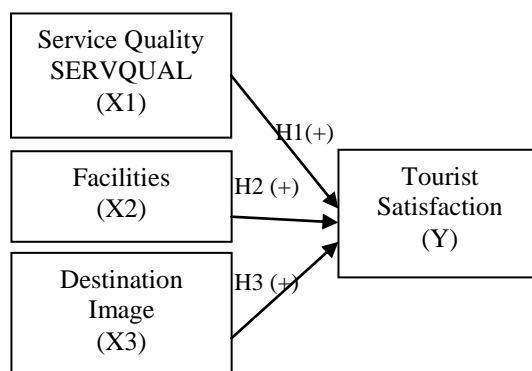 Service Quality
SERVQUAL
(X1)
H1(+)
Facilities
(X2)
H2 (+)
Tourist
Satisfaction
(Y)
Destination
Image
(X3)
H3 (+)